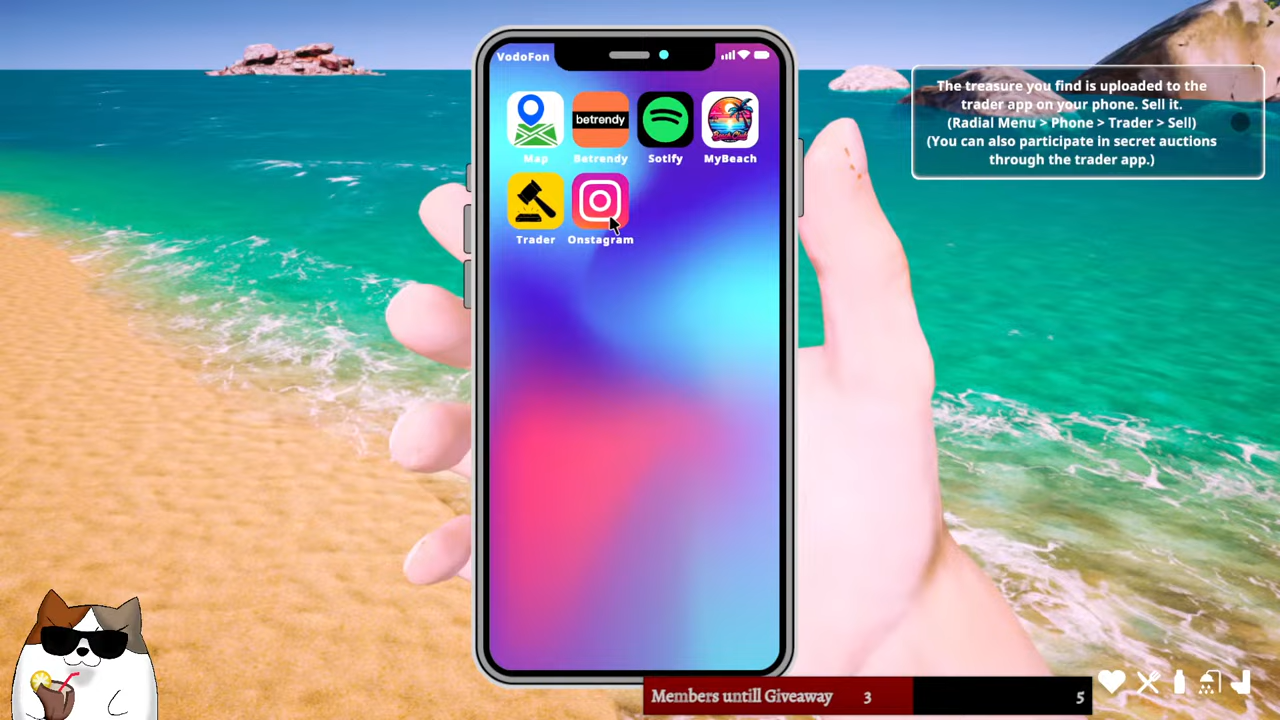 VodoFon
The treasure you find is uploaded to the
trader app on your phone. Sell it.
(Radial Menu > Phone > Trader > Sell)
(You can also participate in secret auctions
through the trader app.)
betrendy
Map
Betrendy
Sotify
MyBeach
Trader
Onstagram
Members untill Giveaway 3 5